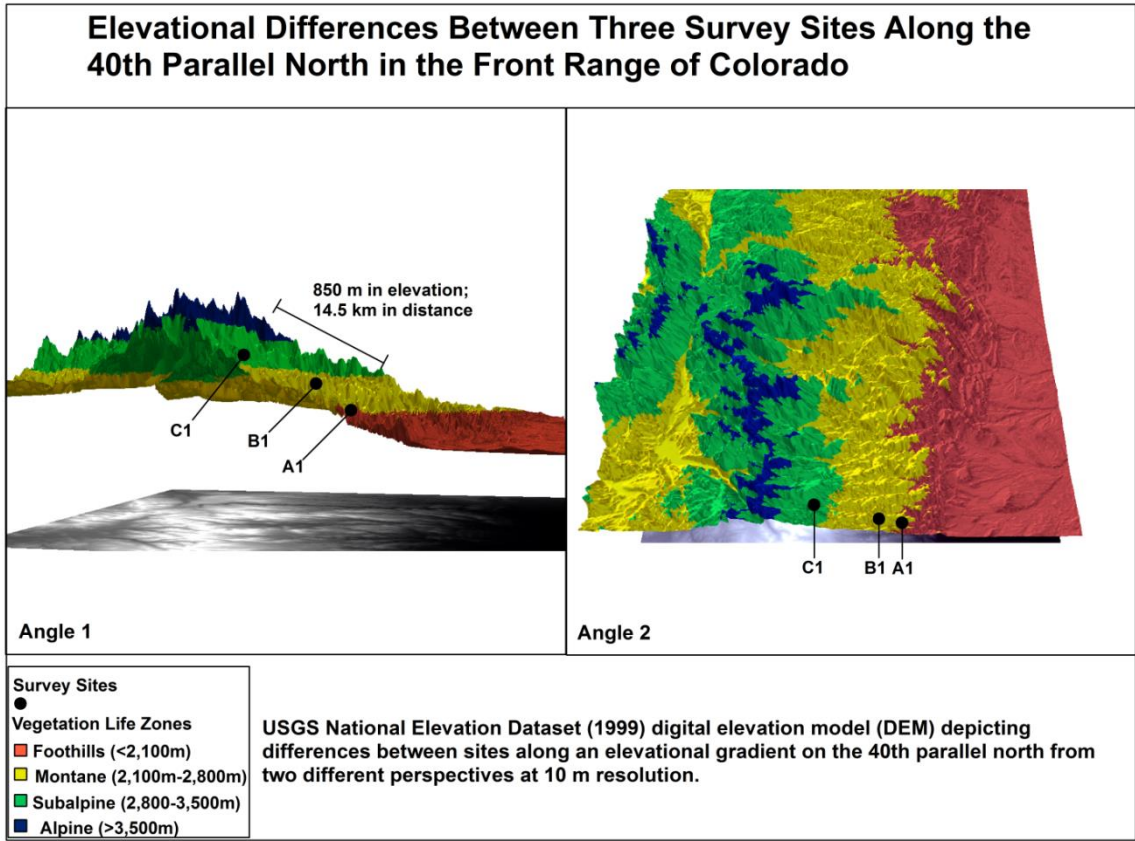 Elevational Differences Between Three Survey Sites Along the
40th Parallel North in the Front Range of Colorado
850 m in elevation;
14.5 km in distance
C1
B1
A1
Angle 1
C1
B1
A1
Angle 2
Survey Sites
Vegetation Life Zones
Foothills (<2,100m)
Montane (2,100m-2,800m)
Subalpine (2,800-3,500m)
Alpine (>3,500m)
USGS National Elevation Dataset (1999) digital elevation model (DEM) depicting
differences between sites along an elevational gradient on the 40th parallel north from
two different perspectives at 10 m resolution.